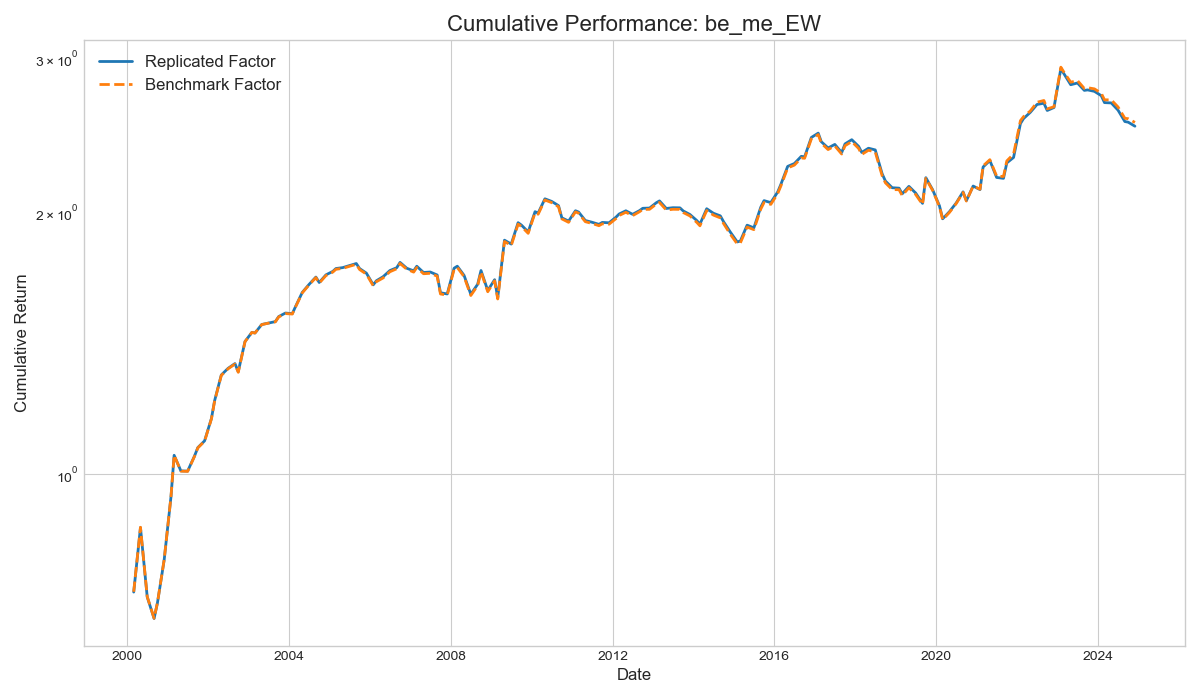 Cumulative Performance: be_me_EW
Replicated Factor
Benchmark Factor
3 × 10⁰
2 × 10⁰
10⁰
Cumulative Return
2000 2004 2008 2012 2016 2020 2024
Date